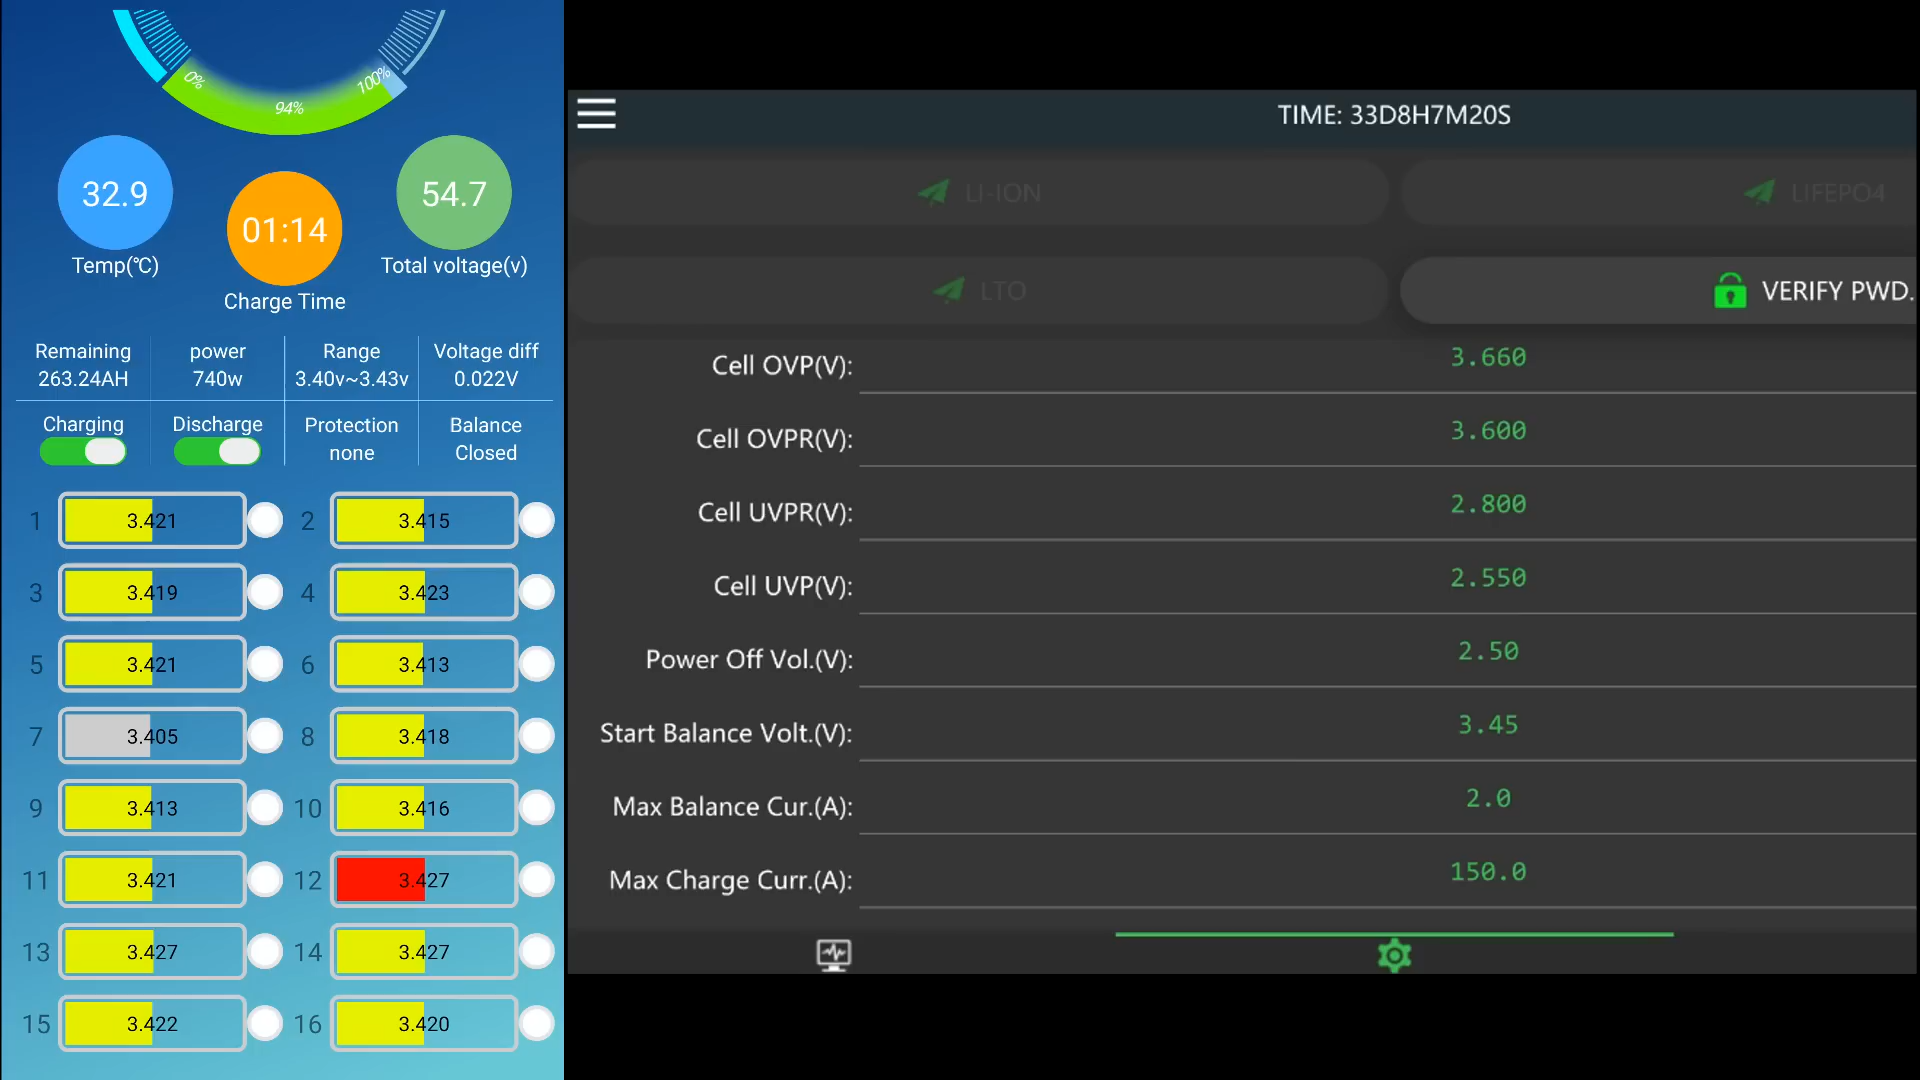 0%
94%
100%
32.9
Temp(℃)
01:14
Charge Time
54.7
Total voltage(v)
Remaining
263.24AH
power
740w
Range
3.40v~3.43v
Voltage diff
0.022V
Charging
Discharge
Protection
none
Balance
Closed
1 3.421
2 3.415
3 3.419
4 3.423
5 3.421
6 3.413
7 3.405
8 3.418
9 3.413
10 3.416
11 3.421
12 3.427
13 3.427
14 3.427
15 3.422
16 3.420
TIME: 33D8H7M20S
LI-ION
LIFEPO4
LTO
VERIFY PWD.
Cell OVP(V): 3.660
Cell OVPR(V): 3.600
Cell UVPR(V): 2.800
Cell UVP(V): 2.550
Power Off Vol.(V): 2.50
Start Balance Volt.(V): 3.45
Max Balance Cur.(A): 2.0
Max Charge Curr.(A): 150.0